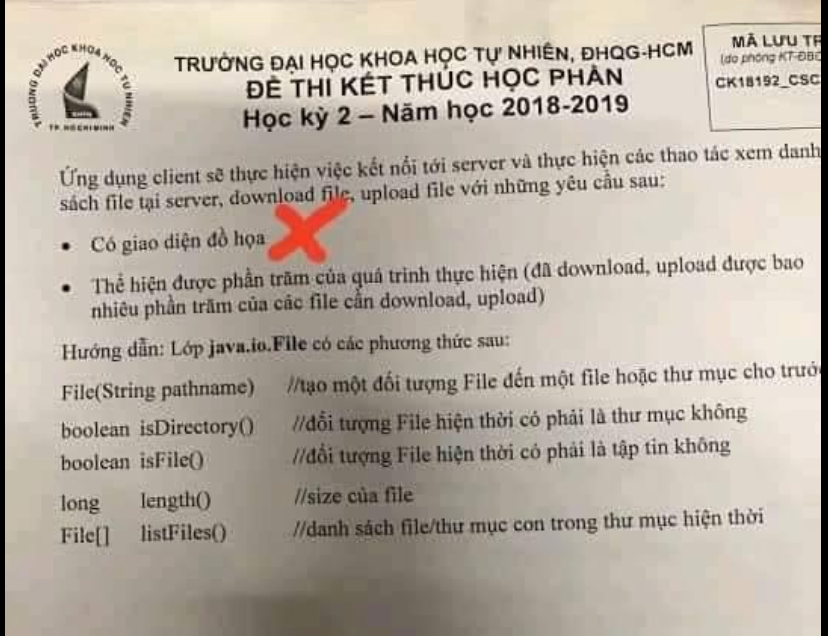 TRƯỜNG ĐẠI HỌC KHOA HỌC TỰ NHIÊN
TP. HỒ CHÍ MINH
TRƯỜNG ĐẠI HỌC KHOA HỌC TỰ NHIÊN, ĐHQG-HCM
ĐỀ THI KẾT THÚC HỌC PHẦN
Học kỳ 2 – Năm học 2018-2019
MÃ LƯU
(do phòng
CK18192_CSC
Ứng dụng client sẽ thực hiện việc kết nối tới server và thực hiện các thao tác xem danh
sách file tại server, download file, upload file với những yêu cầu sau:
• Có giao diện đồ họa
• Thể hiện được phần trăm của quá trình thực hiện (đã download, upload được bao
nhiêu phần trăm của các file cần download, upload)
Hướng dẫn: Lớp java.io.File có các phương thức sau:
File(String pathname) //tạo một đối tượng File đến một file hoặc thư mục cho
boolean isDirectory() //đối tượng File hiện thời có phải là thư mục không
boolean isFile() //đối tượng File hiện thời có phải là tập tin không
long length() //size của file
File[] listFiles() //danh sách file/thư mục con trong thư mục hiện thời